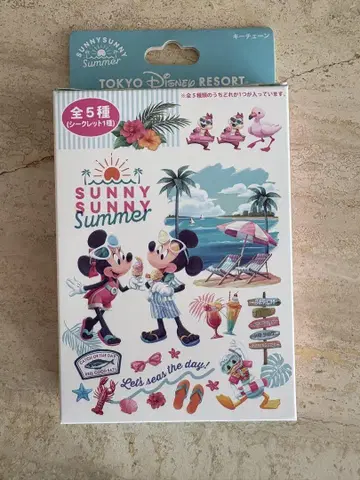 SUNNY SUNNY
Summer
キーチェーン
TOKYO Disney RESORT
※全5種類のうちどれか1つが入っています。
全5種
(シークレット1種)
SUNNY
SUNNY
Summer
Let's seas the day!